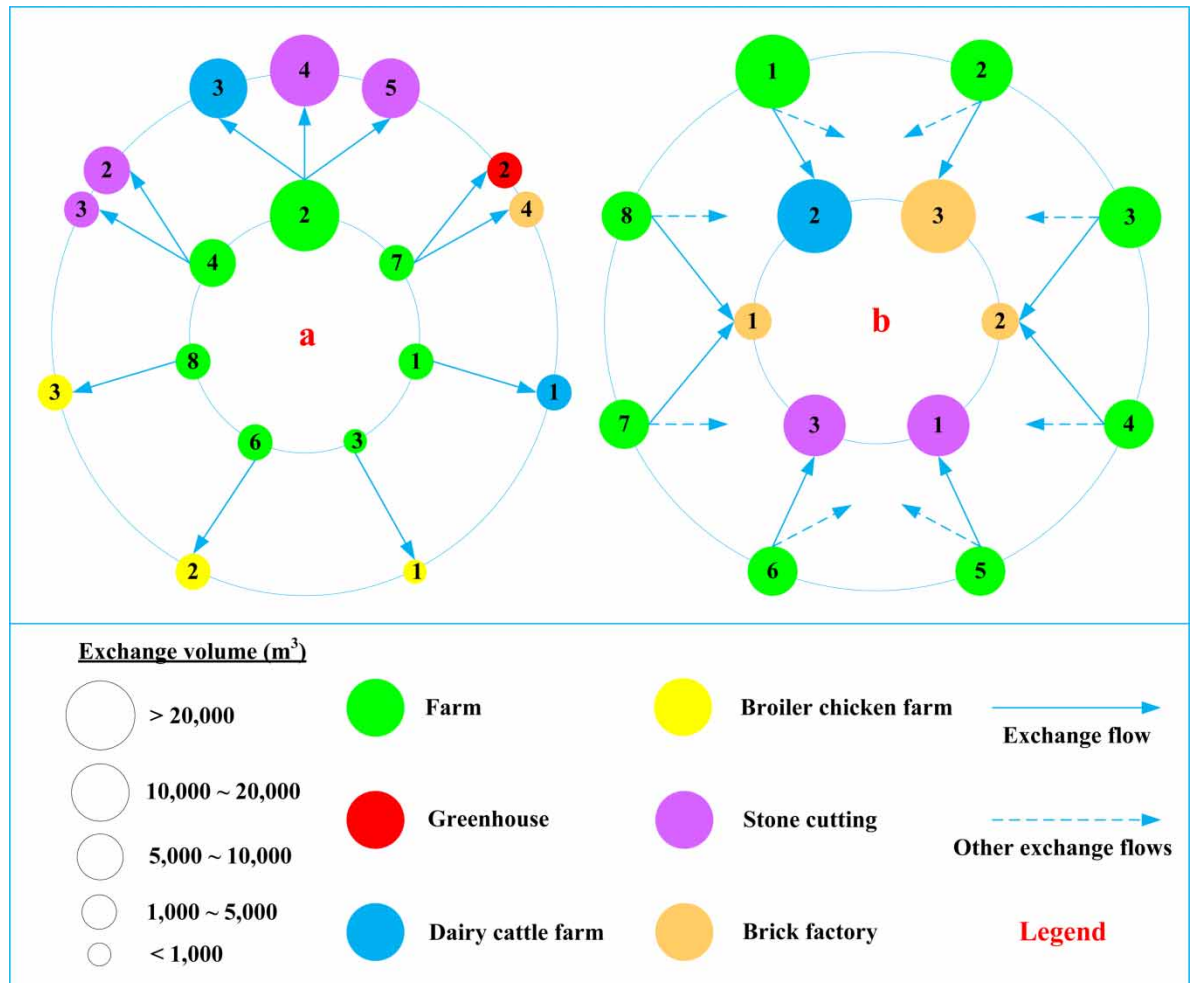 4
3
5
1
2
2
2
3
4
2
2
3
8
3
4
7
a
1
b
2
8
1
7
4
3
1
3
1
6
3
6
5
2
1
Exchange volume (m³)
> 20,000
10,000 ~ 20,000
5,000 ~ 10,000
1,000 ~ 5,000
< 1,000
Farm
Greenhouse
Dairy cattle farm
Broiler chicken farm
Stone cutting
Brick factory
Exchange flow
Other exchange flows
Legend